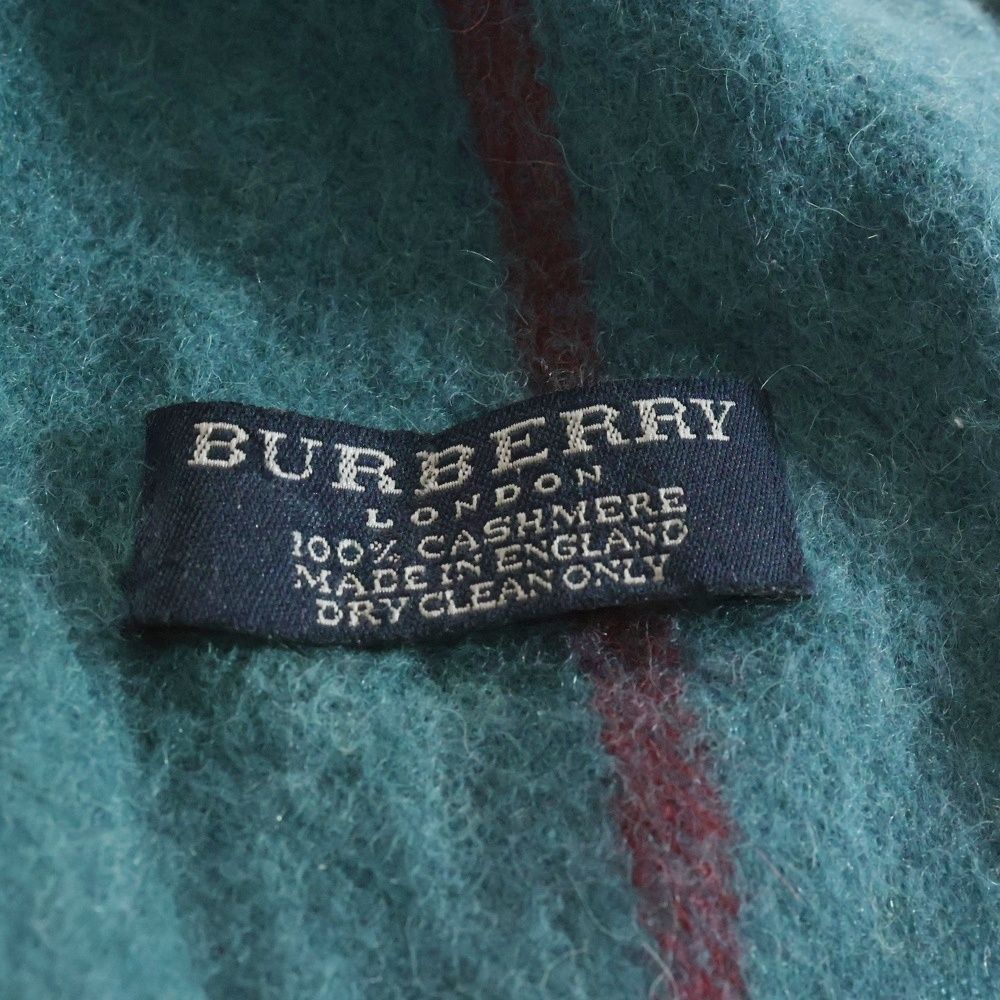 BURBERRY
LONDON
100% CASHMERE
MADE IN ENGLAND
DRY CLEAN ONLY